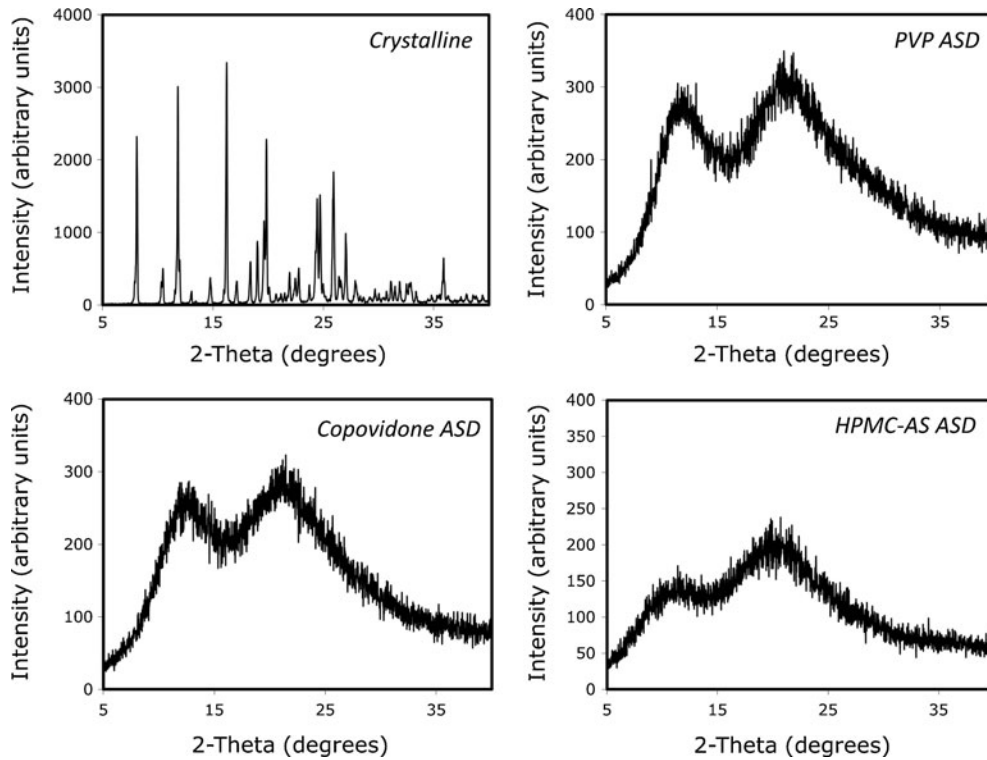 Crystalline
Intensity (arbitrary units)
4000
3000
2000
1000
0
5 15 25 35
2-Theta (degrees)
PVP ASD
Intensity (arbitrary units)
400
300
200
100
0
5 15 25 35
2-Theta (degrees)
Copovidone ASD
Intensity (arbitrary units)
400
300
200
100
0
5 15 25 35
2-Theta (degrees)
HPMC-AS ASD
Intensity (arbitrary units)
400
350
300
250
200
150
100
50
0
5 15 25 35
2-Theta (degrees)